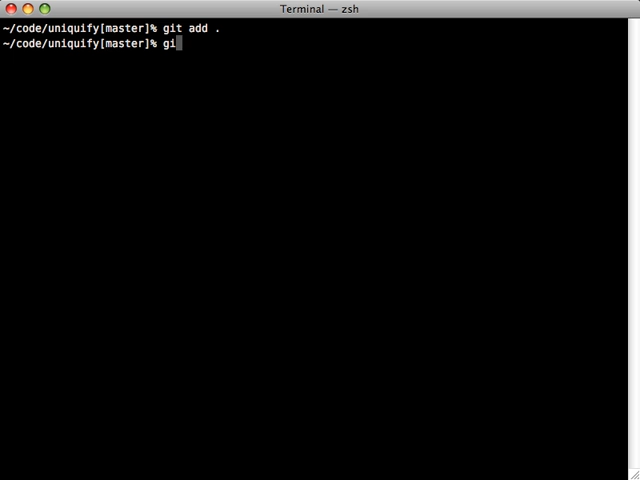 Terminal — zsh
~/code/uniquify[master]% git add .
~/code/uniquify[master]% gi